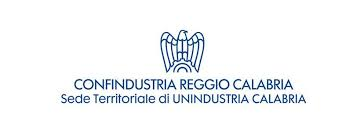 CONFINDUSTRIA REGGIO CALABRIA
Sede Territoriale di UNINDUSTRIA CALABRIA